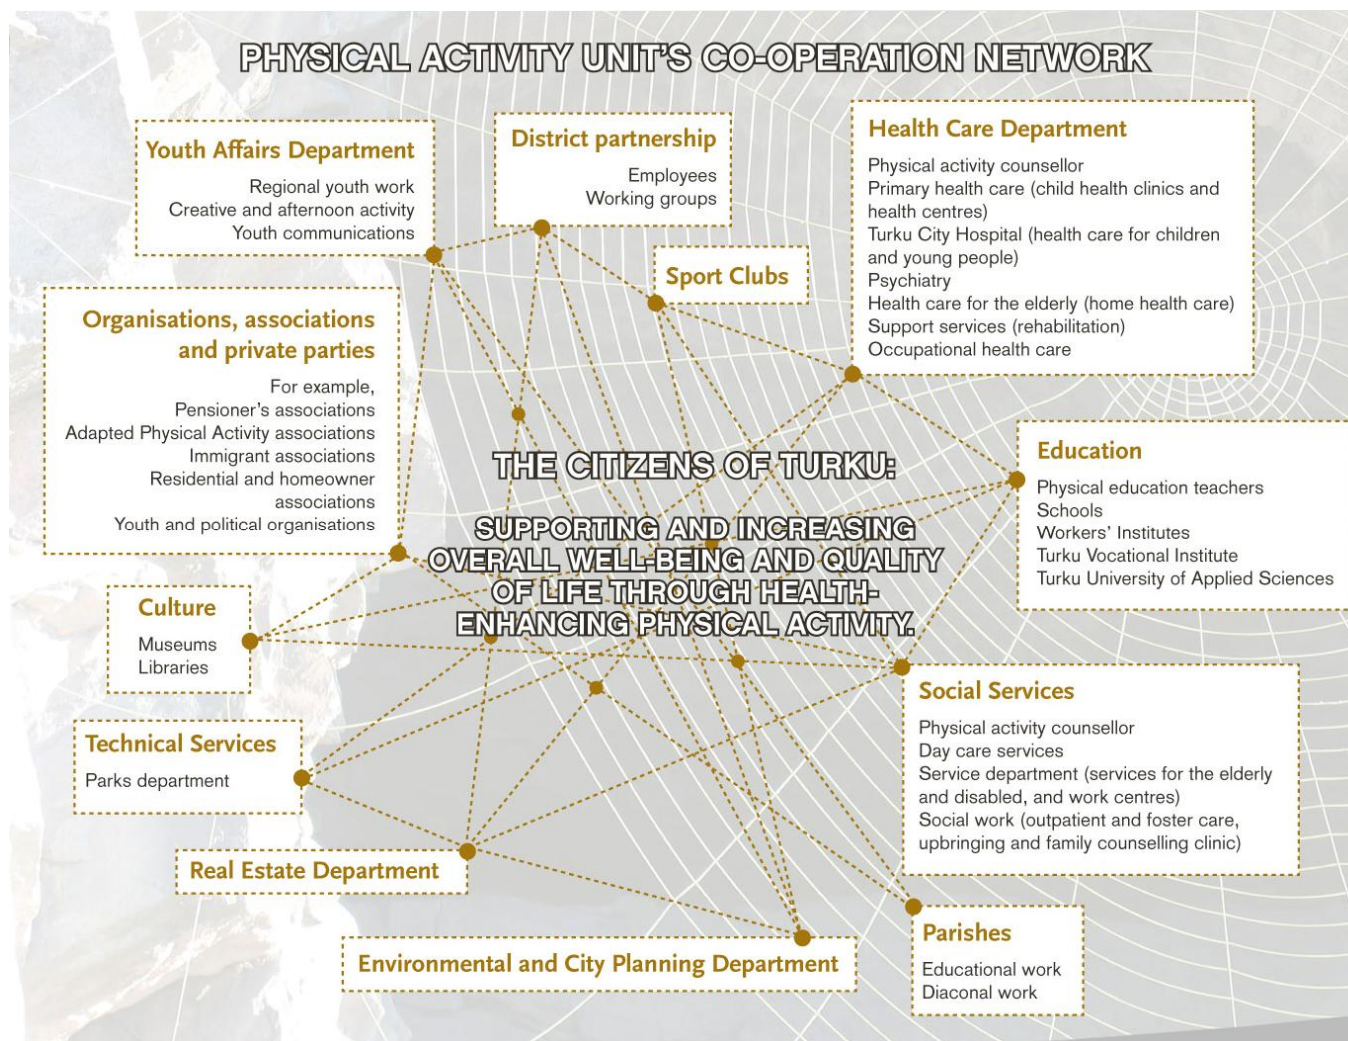 PHYSICAL ACTIVITY UNIT'S CO-OPERATION NETWORK
Youth Affairs Department
Regional youth work
Creative and afternoon activity
Youth communications
District partnership
Employees
Working groups
Sport Clubs
Health Care Department
Physical activity counsellor
Primary health care (child health clinics and
health centres)
Turku City Hospital (health care for children
and young people)
Psychiatry
Health care for the elderly (home health care)
Support services (rehabilitation)
Occupational health care
Organisations, associations
and private parties
For example,
Pensioner's associations
Adapted Physical Activity associations
Immigrant associations
Residential and homeowner
associations
Youth and political organisations
THE CITIZENS OF TURKU:
SUPPORTING AND INCREASING
OVERALL WELL-BEING AND QUALITY
OF LIFE THROUGH HEALTH-
ENHANCING PHYSICAL ACTIVITY.
Education
Physical education teachers
Schools
Workers' Institutes
Turku Vocational Institute
Turku University of Applied Sciences
Culture
Museums
Libraries
Technical Services
Parks department
Social Services
Physical activity counsellor
Day care services
Service department (services for the elderly
and disabled, and work centres)
Social work (outpatient and foster care,
upbringing and family counselling clinic)
Real Estate Department
Environmental and City Planning Department
Parishes
Educational work
Diaconal work